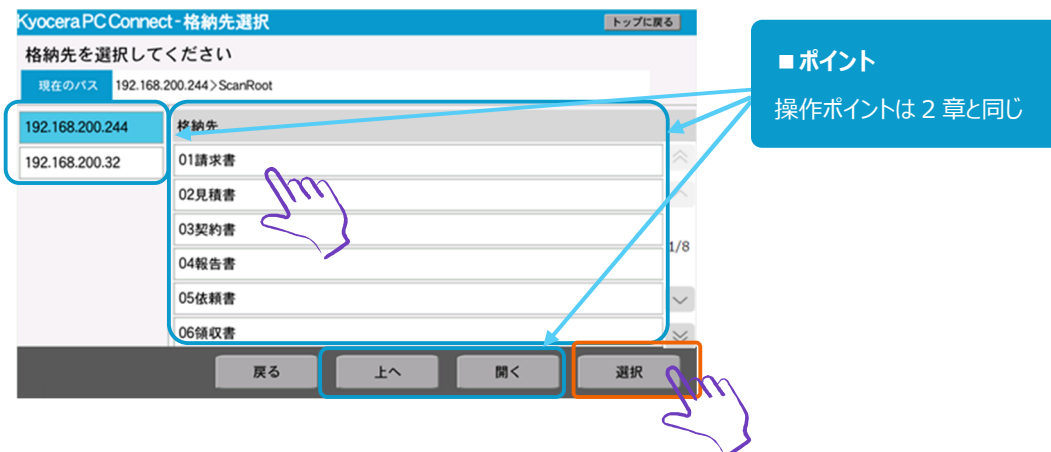 Kyocera PC Connect - 格納先選択
トップに戻る
格納先を選択してください
現在のパス 192.168.200.244>ScanRoot
192.168.200.244
192.168.200.32
格納先
01請求書
02見積書
03契約書
04報告書
05依頼書
06領収書
1/8
戻る
上へ
開く
選択
■ポイント
操作ポイントは 2 章と同じ